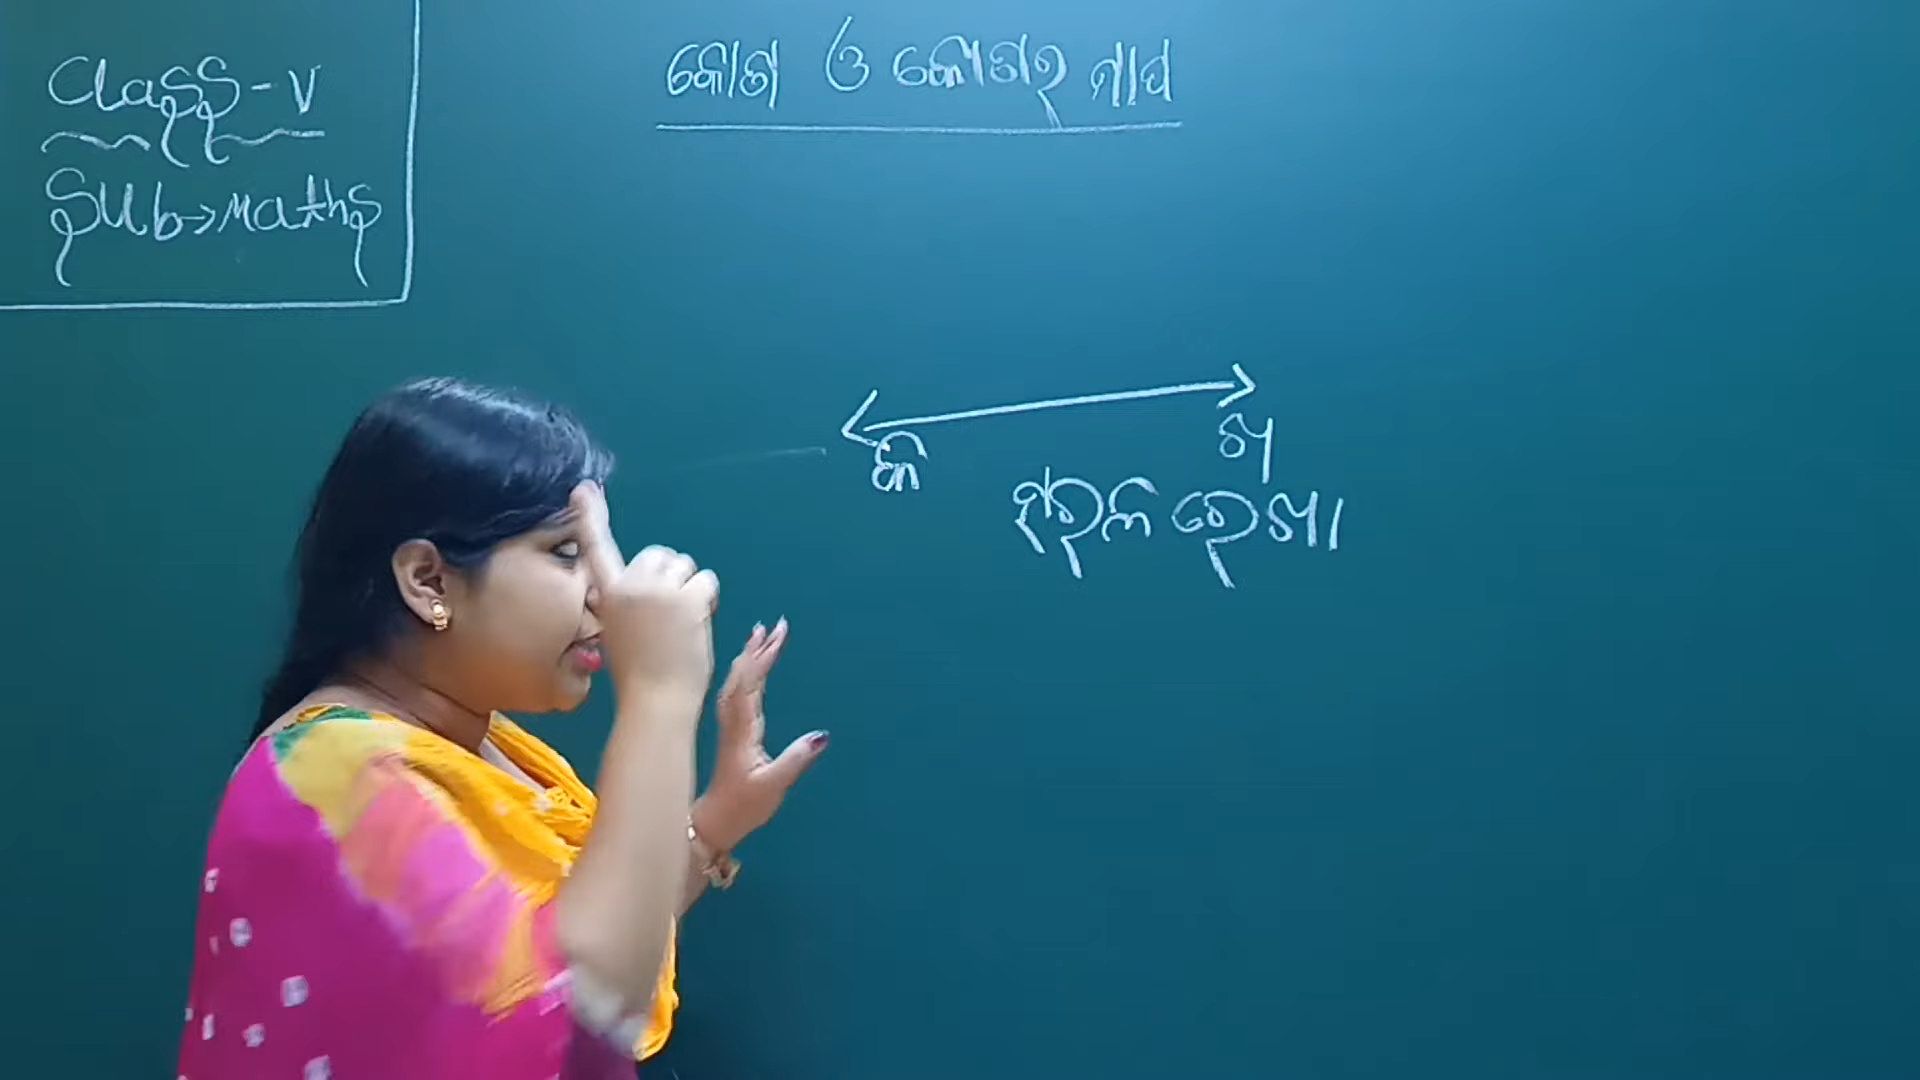 Class-V
Sub→Maths
କୋଣ ଓ କୋଣର ମାପ
କ
ଖ
ସରଳ ରେଖା